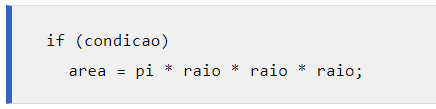 if (condicao)
area = pi * raio * raio * raio;